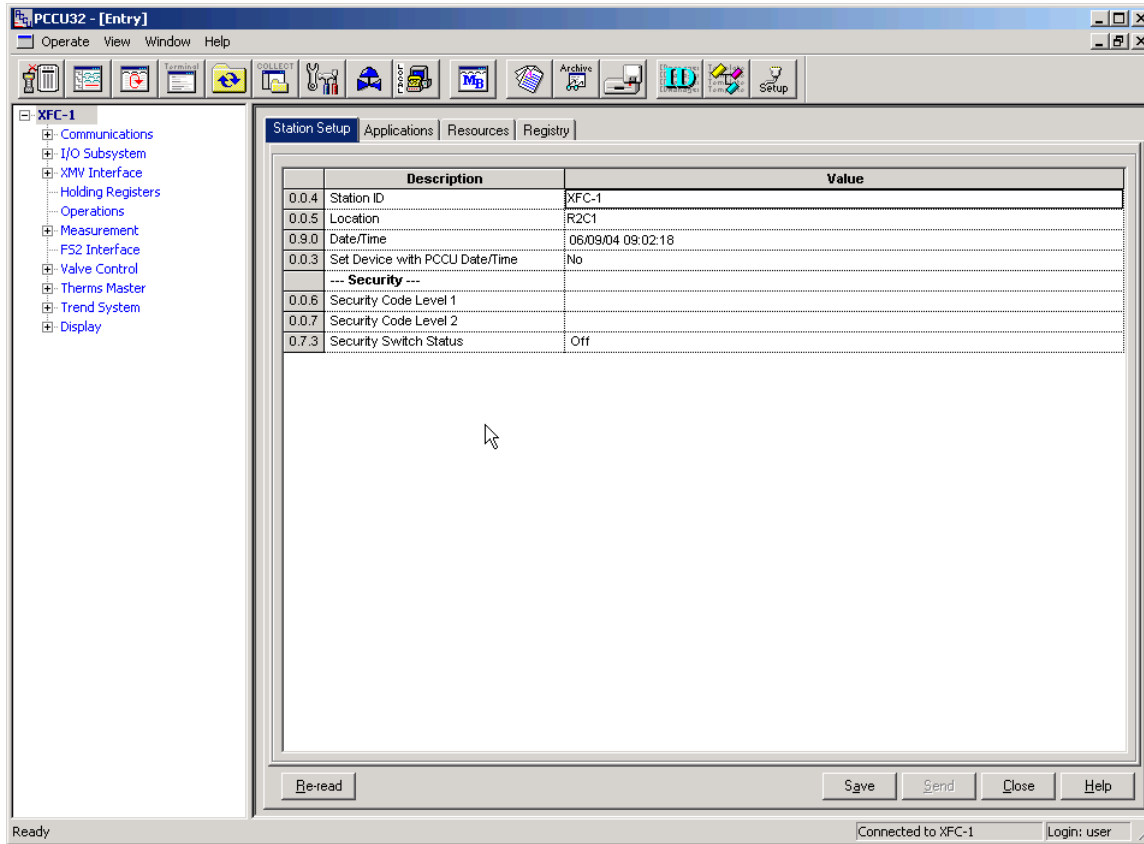 PCCU32 - [Entry]
Operate View Window Help
Terminal COLLECT LOAD MB Archive ID Setup
XFC-1
Communications
I/O Subsystem
XMV Interface
Holding Registers
Operations
Measurement
FS2 Interface
Valve Control
Therms Master
Trend System
Display
Station Setup Applications Resources Registry
Description Value
0.0.4 Station ID XFC-1
0.0.5 Location R2C1
0.9.0 Date/Time 06/09/04 09:02:18
0.0.3 Set Device with PCCU Date/Time No
--- Security ---
0.0.6 Security Code Level 1
0.0.7 Security Code Level 2
0.7.3 Security Switch Status Off
Re-read Save Send Close Help
Ready Connected to XFC-1 Login: user